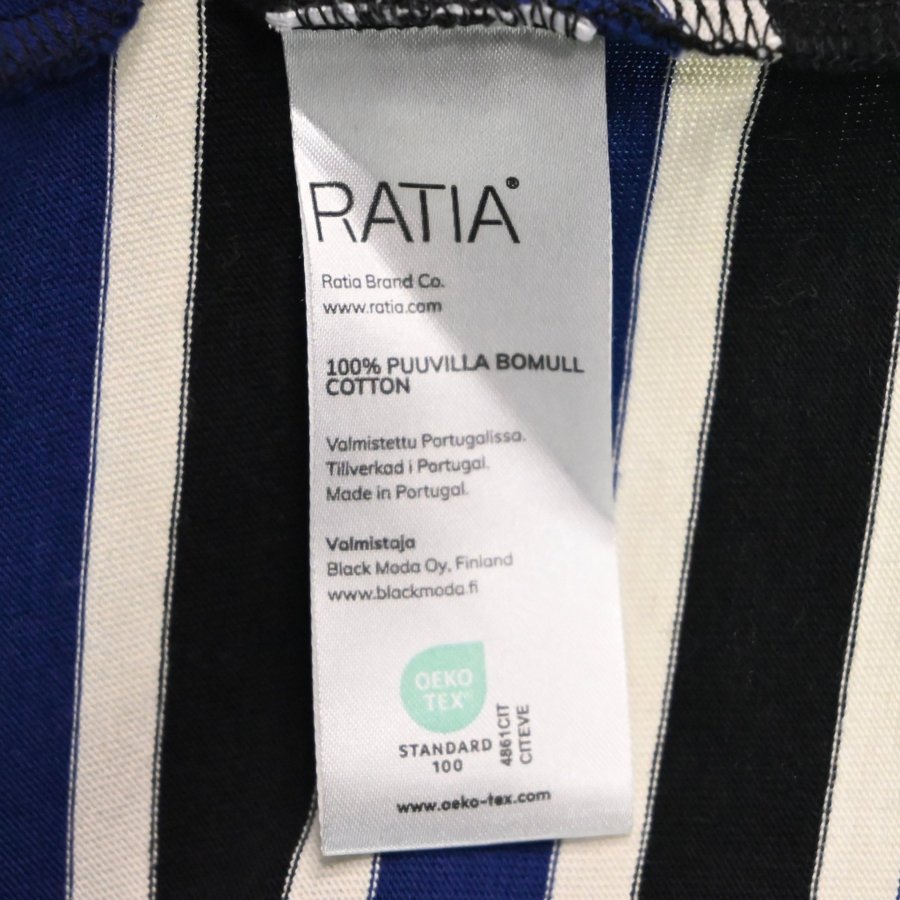 RATIA®
Ratia Brand Co.
www.ratia.com
100% PUUVILLA BOMULL
COTTON
Valmistettu Portugalissa.
Tillverkad i Portugal.
Made in Portugal.
Valmistaja
Black Moda Oy, Finland
www.blackmoda.fi
OEKO
TEX®
STANDARD
100
4861CIT
CITEVE
www.oeko-tex.com